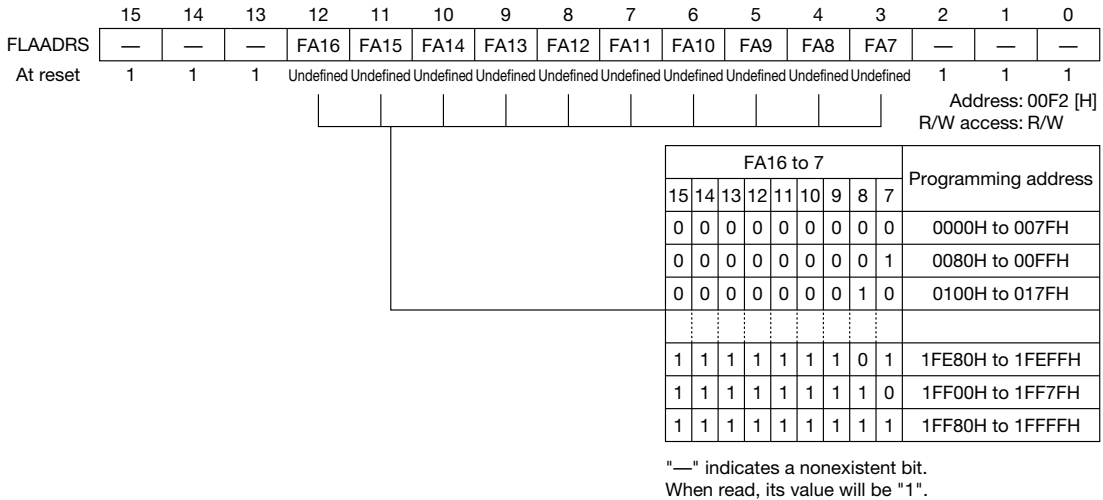 15 14 13 12 11 10 9 8 7 6 5 4 3 2 1 0
FLAADRS — — — FA16 FA15 FA14 FA13 FA12 FA11 FA10 FA9 FA8 FA7 — — —
At reset 1 1 1 Undefined Undefined Undefined Undefined Undefined Undefined Undefined Undefined Undefined Undefined 1 1 1
Address: 00F2 [H]
R/W access: R/W
FA16 to 7 Programming address
15 14 13 12 11 10 9 8 7
0 0 0 0 0 0 0 0 0 0000H to 007FH
0 0 0 0 0 0 0 0 1 0080H to 00FFH
0 0 0 0 0 0 0 1 0 0100H to 017FH
1 1 1 1 1 1 1 0 1 1FE80H to 1FEFFH
1 1 1 1 1 1 1 1 0 1FF00H to 1FF7FH
1 1 1 1 1 1 1 1 1 1FF80H to 1FFFFH
"—" indicates a nonexistent bit.
When read, its value will be "1".